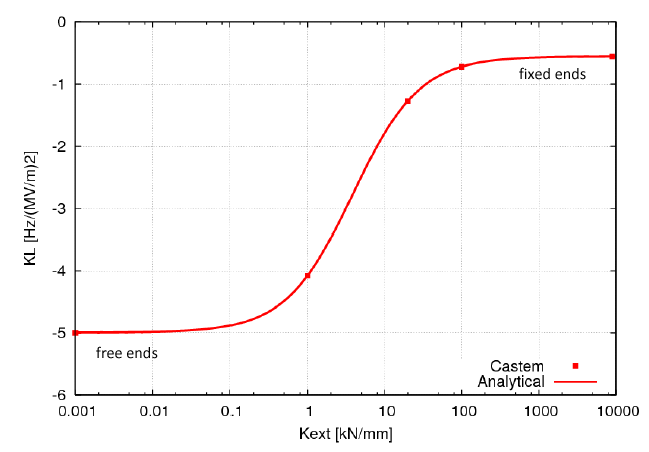 0
-1
-2
-3
-4
-5
-6
KL [Hz/(MV/m)2]
fixed ends
free ends
Castem
Analytical
0.001 0.01 0.1 1 10 100 1000 10000
Kext [kN/mm]